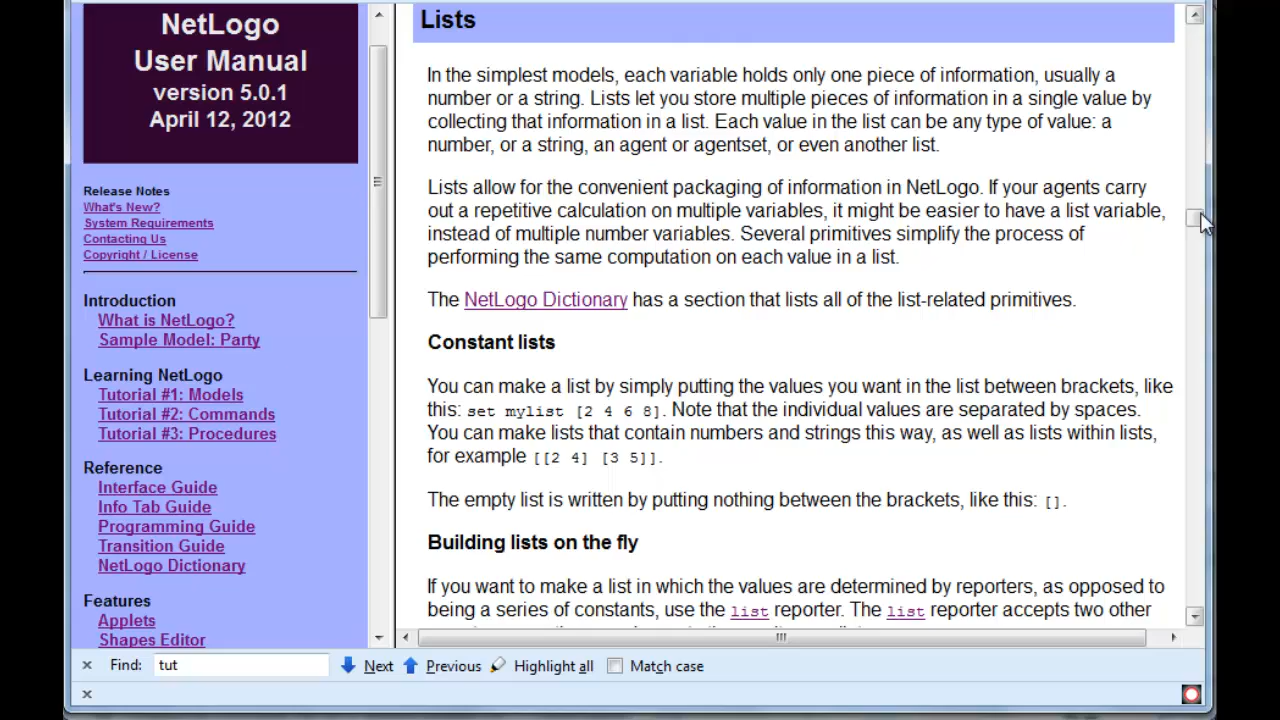 NetLogo
User Manual
version 5.0.1
April 12, 2012
Release Notes
What's New?
System Requirements
Contacting Us
Copyright / License
Introduction
What is NetLogo?
Sample Model: Party
Learning NetLogo
Tutorial #1: Models
Tutorial #2: Commands
Tutorial #3: Procedures
Reference
Interface Guide
Info Tab Guide
Programming Guide
Transition Guide
NetLogo Dictionary
Features
Applets
Shapes Editor
Lists
In the simplest models, each variable holds only one piece of information, usually a
number or a string. Lists let you store multiple pieces of information in a single value by
collecting that information in a list. Each value in the list can be any type of value: a
number, or a string, an agent or agentset, or even another list.
Lists allow for the convenient packaging of information in NetLogo. If your agents carry
out a repetitive calculation on multiple variables, it might be easier to have a list variable,
instead of multiple number variables. Several primitives simplify the process of
performing the same computation on each value in a list.
The NetLogo Dictionary has a section that lists all of the list-related primitives.
Constant lists
You can make a list by simply putting the values you want in the list between brackets, like
this: set mylist [2 4 6 8]. Note that the individual values are separated by spaces.
You can make lists that contain numbers and strings this way, as well as lists within lists,
for example [[2 4] [3 5]].
The empty list is written by putting nothing between the brackets, like this: [].
Building lists on the fly
If you want to make a list in which the values are determined by reporters, as opposed to
being a series of constants, use the list reporter. The list reporter accepts two other
Find: tut Next Previous Highlight all Match case